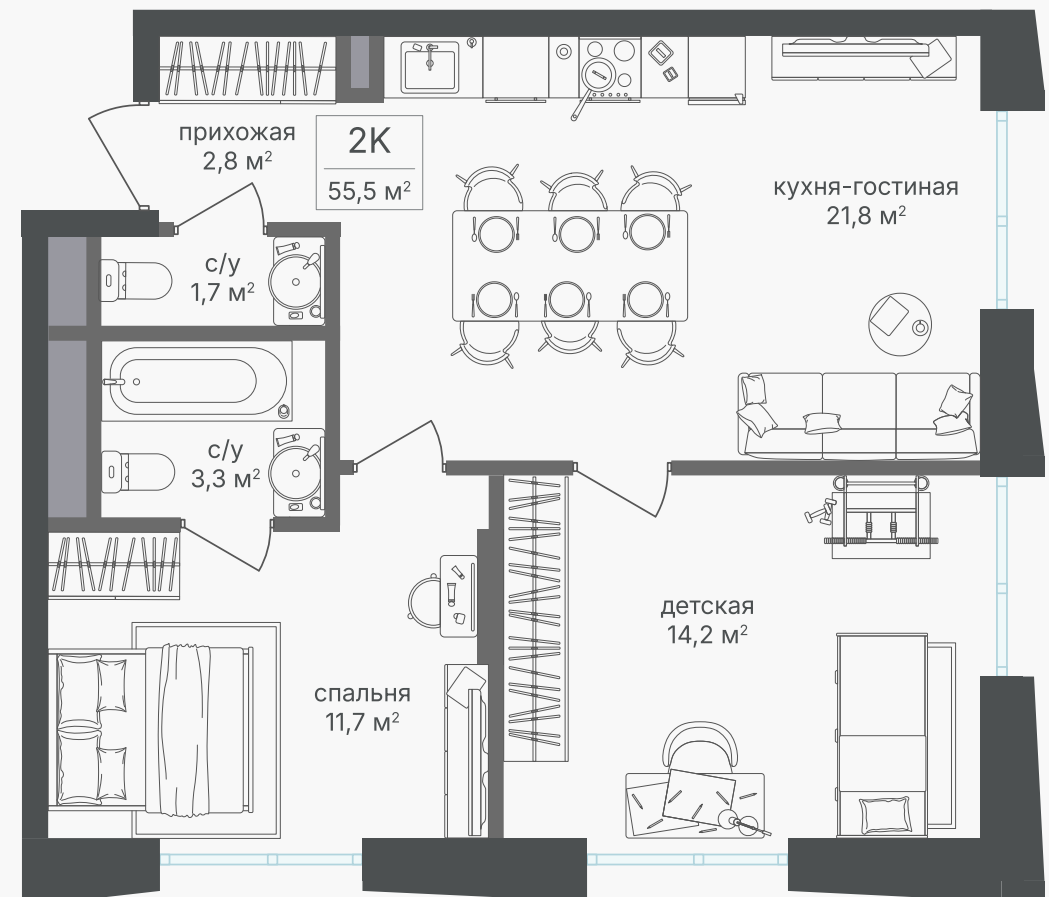 прихожая
2,8 м²
2К
55,5 м²
кухня-гостиная
21,8 м²
с/у
1,7 м²
с/у
3,3 м²
детская
14,2 м²
спальня
11,7 м²